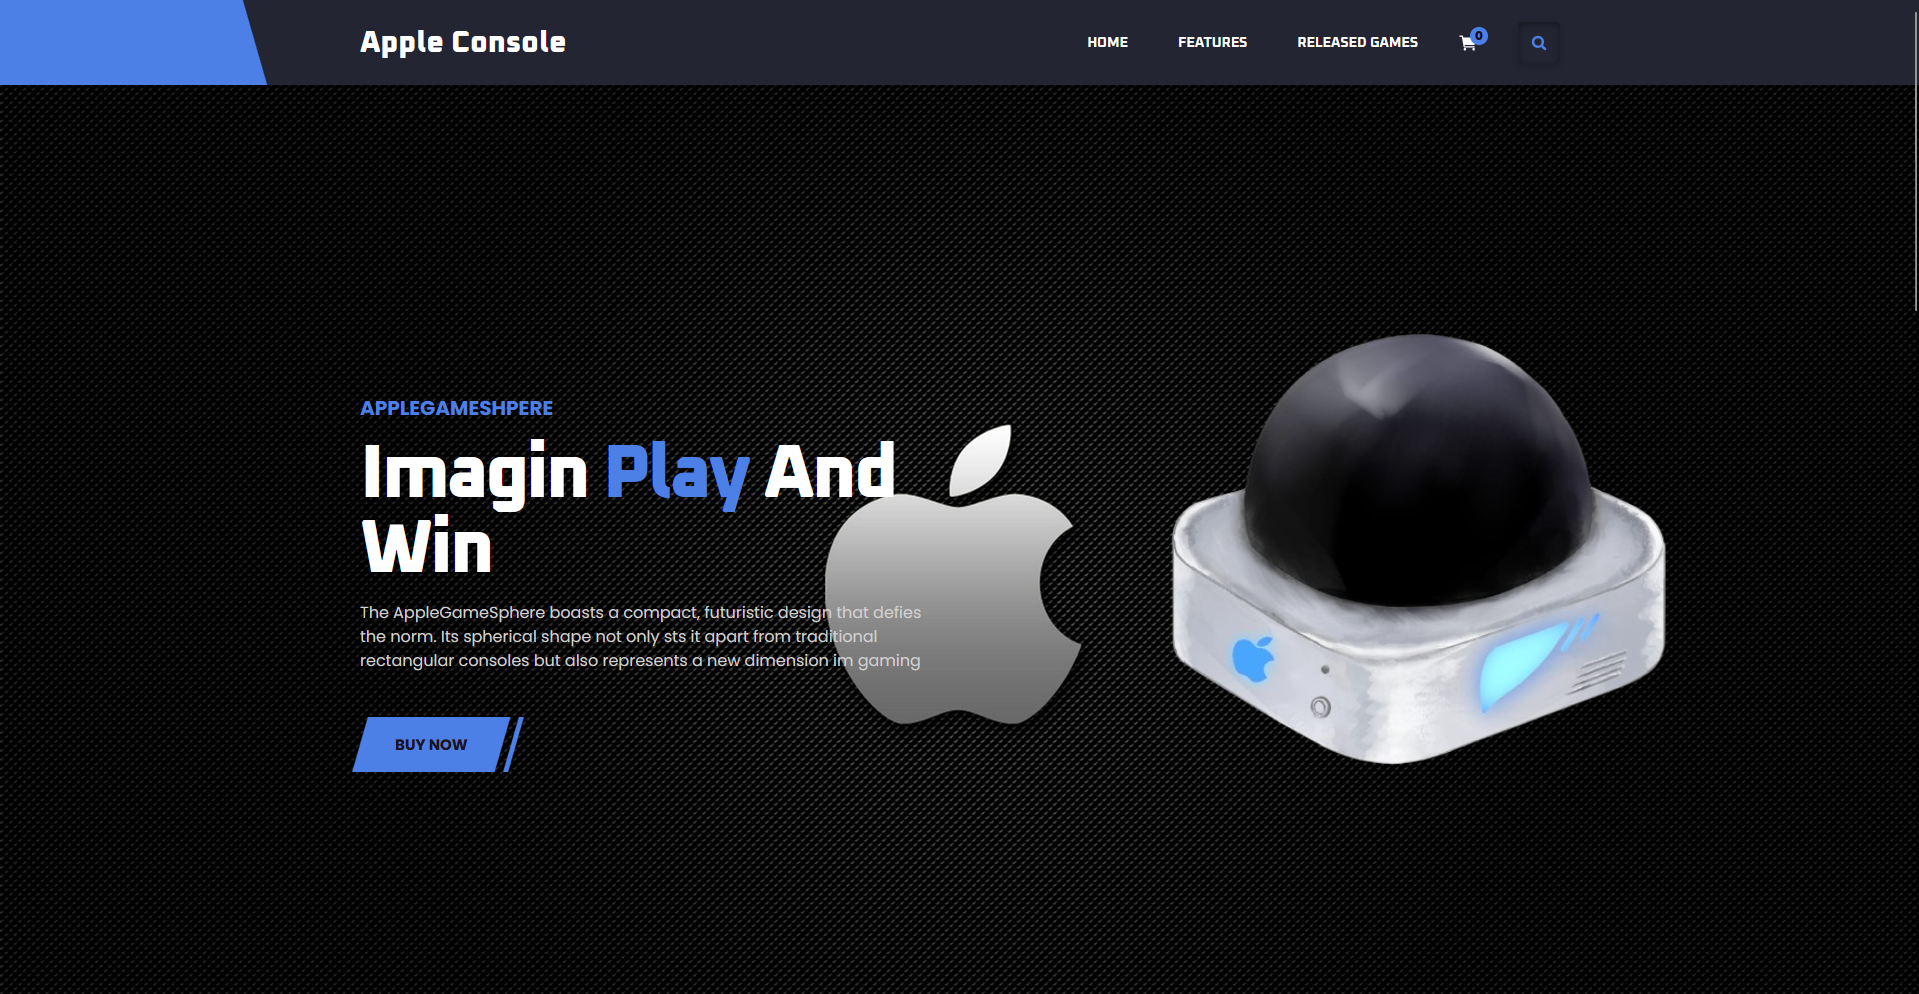 Apple Console
HOME FEATURES RELEASED GAMES 0
APPLEGAMESHPERE
Imagin Play And
Win
The AppleGameSphere boasts a compact, futuristic design that defies
the norm. Its spherical shape not only sts it apart from traditional
rectangular consoles but also represents a new dimension im gaming
BUY NOW